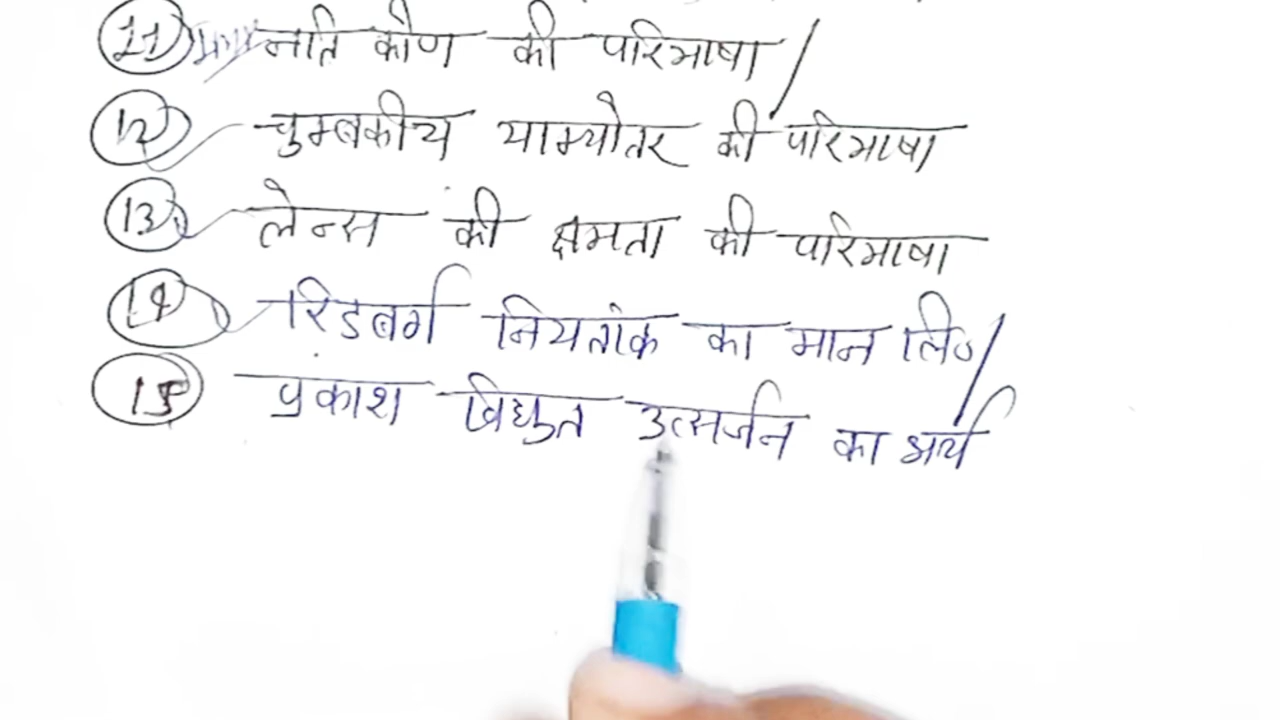 11 नति कोण की परिभाषा /
12 चुम्बकीय याम्योतर की परिभाषा
13 लेन्स की क्षमता की परिभाषा
14 रिडबर्ग नियतांक का मान लि० /
15 प्रकाश विद्युत उत्सर्जन का अर्थ